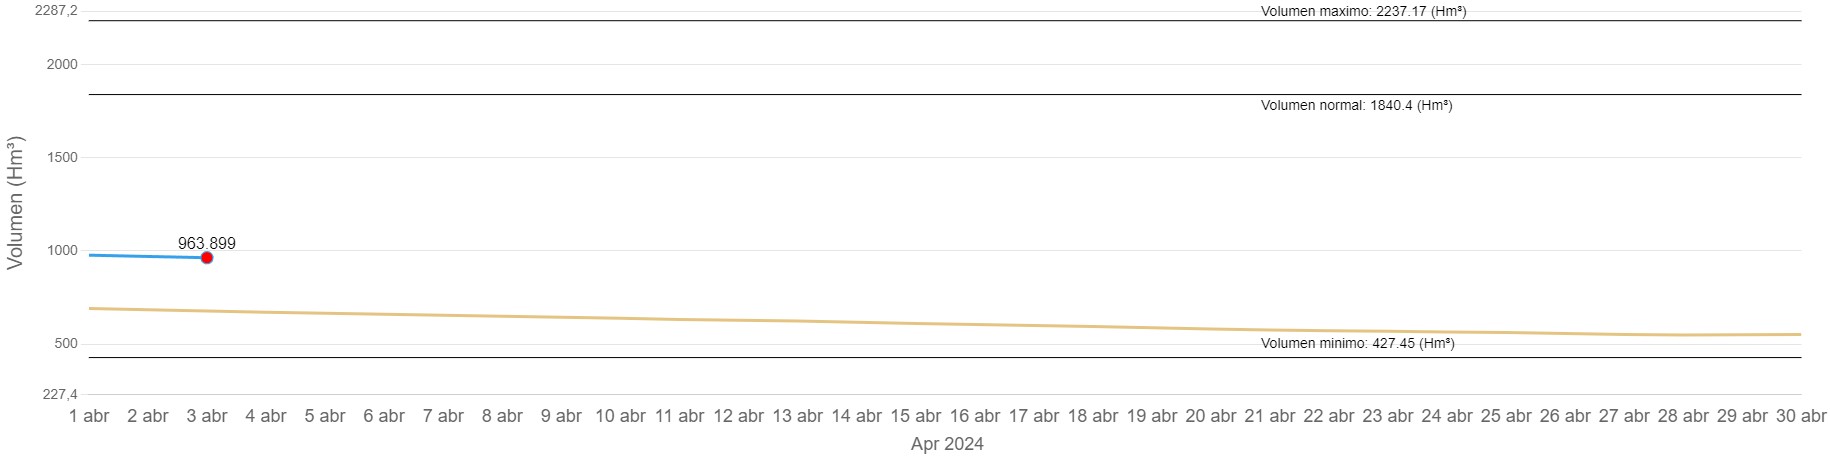 2287,2
Volumen maximo: 2237.17 (Hm³)
2000
Volumen normal: 1840.4 (Hm³)
1500
Volumen (Hm³)
963.899
1000
500
Volumen minimo: 427.45 (Hm³)
227,4
1 abr 2 abr 3 abr 4 abr 5 abr 6 abr 7 abr 8 abr 9 abr 10 abr 11 abr 12 abr 13 abr 14 abr 15 abr 16 abr 17 abr 18 abr 19 abr 20 abr 21 abr 22 abr 23 abr 24 abr 25 abr 26 abr 27 abr 28 abr 29 abr 30 abr
Apr 2024